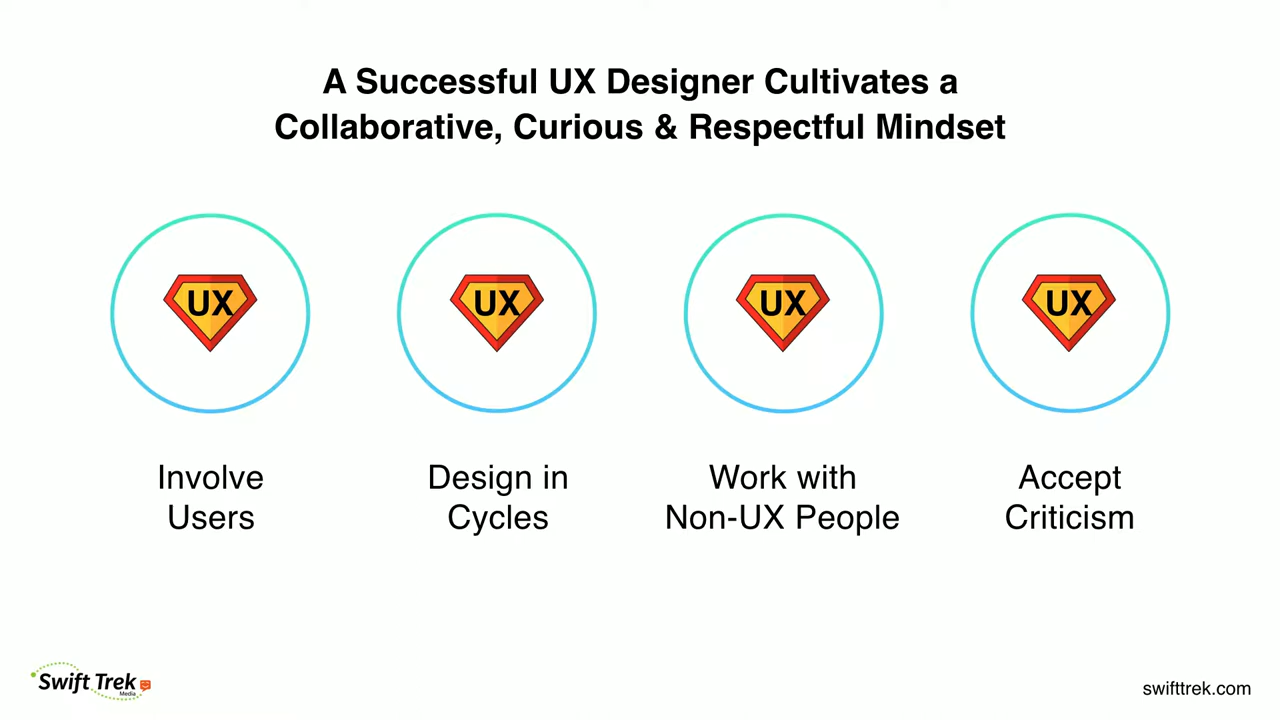 A Successful UX Designer Cultivates a
Collaborative, Curious & Respectful Mindset
UX
UX
UX
UX
Involve
Users
Design in
Cycles
Work with
Non-UX People
Accept
Criticism
Swift Trek
Media
swifttrek.com